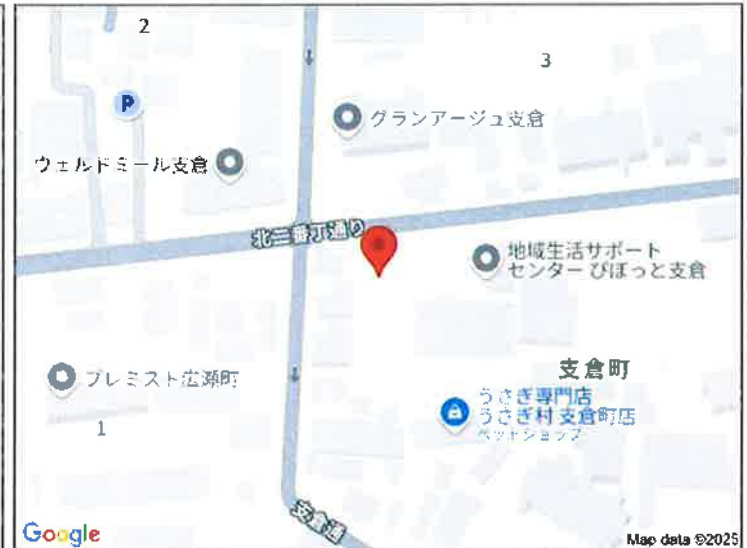 2
3
P
グランアージュ支倉
ウェルドミール支倉
北三番丁通り
地域生活サポート
センター ぴぼっと支倉
プレミスト広瀬町
支倉町
うさぎ専門店
うさぎ村 支倉町店
ペットショップ
1
支倉通
Google
Map data ©2025